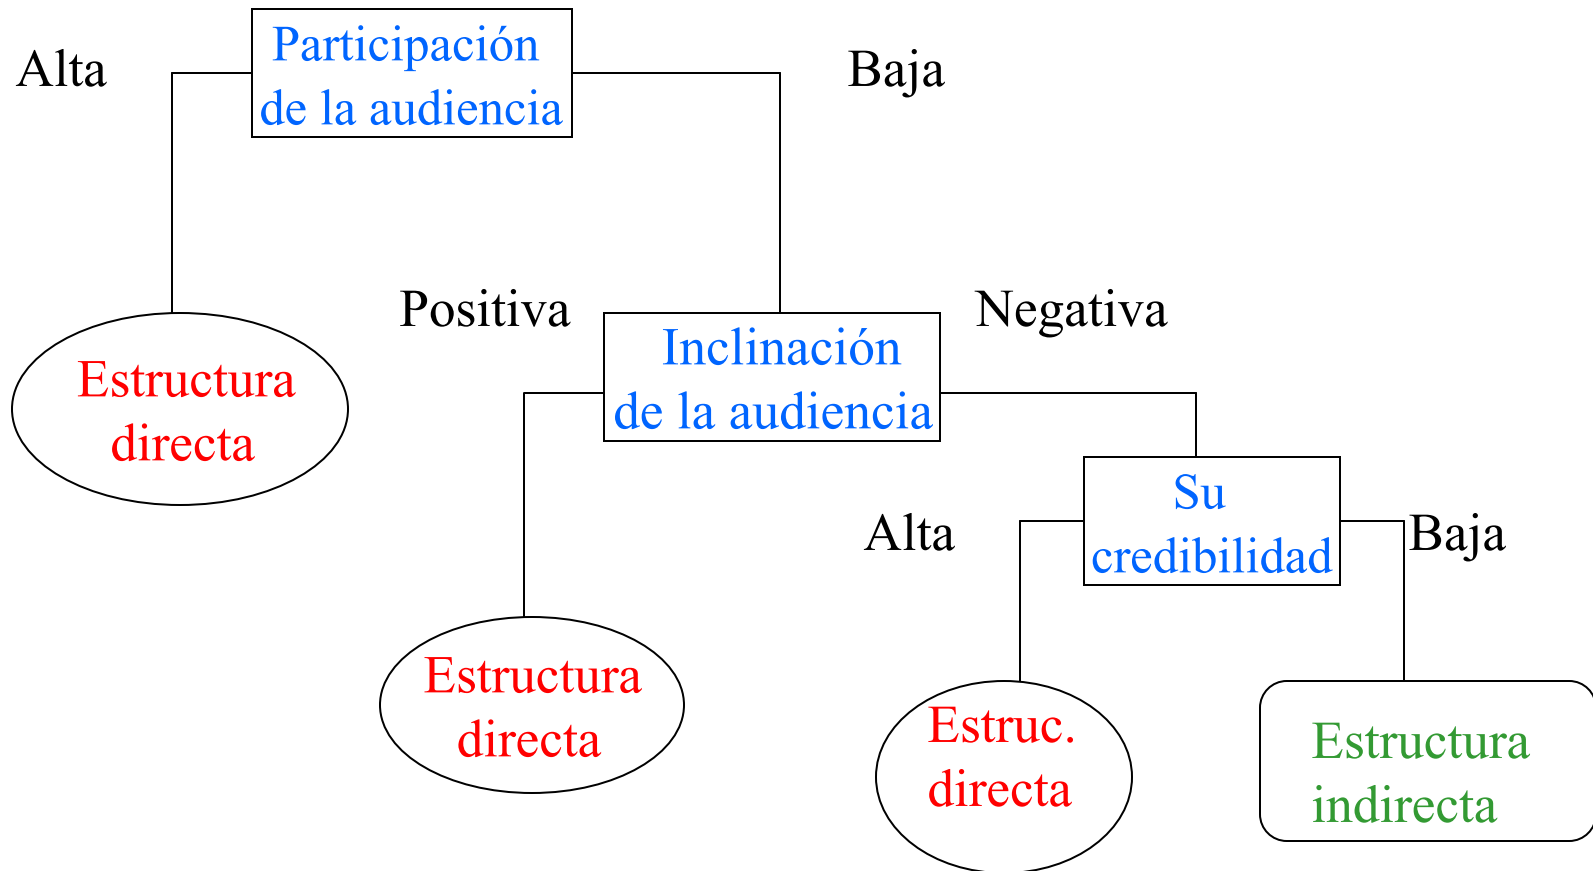 Alta
Participación
de la audiencia
Baja
Positiva
Inclinación
de la audiencia
Negativa
Estructura
directa
Alta
Su
credibilidad
Baja
Estructura
directa
Estruc.
directa
Estructura
indirecta